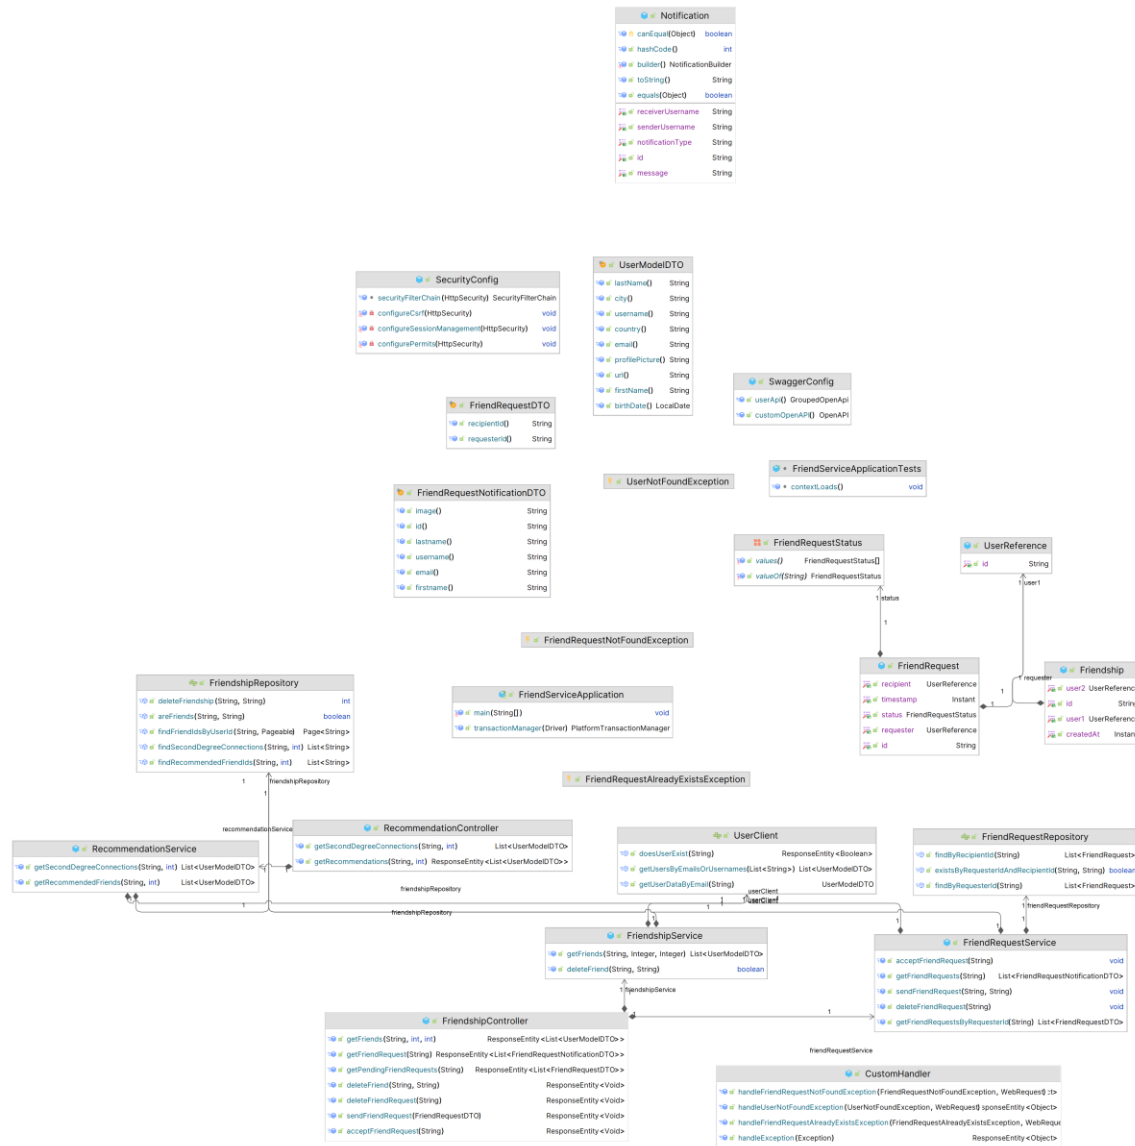 Notification
canEqual(Object) boolean
hashCode() int
builder() NotificationBuilder
toString() String
equals(Object) boolean
receiverUsername String
senderUsername String
notificationType String
id String
message String
SecurityConfig
securityFilterChain(HttpSecurity) SecurityFilterChain
configureCsrf(HttpSecurity) void
configureSessionManagement(HttpSecurity) void
configurePermits(HttpSecurity) void
UserModelDTO
lastName() String
city() String
username() String
country() String
email() String
profilePicture() String
url() String
firstName() String
birthDate() LocalDate
SwaggerConfig
userApi() GroupedOpenApi
customOpenAPI() OpenAPI
FriendRequestDTO
recipientId() String
requesterId() String
UserNotFoundException
FriendServiceApplicationTests
contextLoads() void
FriendRequestNotificationDTO
image() String
id() String
lastname() String
username() String
email() String
firstname() String
FriendRequestStatus
values() FriendRequestStatus[]
valueOf(String) FriendRequestStatus
UserReference
id String
1 user1
1 status
1
FriendRequestNotFoundException
FriendRequest
recipient UserReference
timestamp Instant
status FriendRequestStatus
requester UserReference
id String
1 requester
1
1
Friendship
user2 UserReference
id String
user1 UserReference
createdAt Instant
FriendshipRepository
deleteFriendship(String, String) int
areFriends(String, String) boolean
findFriendIdsByUserId(String, Pageable) Page<String>
findSecondDegreeConnections(String, int) List<String>
findRecommendedFriendIds(String, int) List<String>
FriendServiceApplication
main(String[]) void
transactionManager(Driver) PlatformTransactionManager
FriendRequestAlreadyExistsException
1 friendshipRepository
1
recommendationService
RecommendationService
getSecondDegreeConnections(String, int) List<UserModelDTO>
getRecommendedFriends(String, int) List<UserModelDTO>
RecommendationController
getSecondDegreeConnections(String, int) List<UserModelDTO>
getRecommendations(String, int) ResponseEntity<List<UserModelDTO>>
UserClient
doesUserExist(String) ResponseEntity<Boolean>
getUsersByEmailsOrUsernames(List<String>) List<UserModelDTO>
getUserDataByEmail(String) UserModelDTO
FriendRequestRepository
findByRecipientId(String) List<FriendRequest>
existsByRequesterIdAndRecipientId(String, String) boolean
findByRequesterId(String) List<FriendRequest>
friendshipRepository
userClient
userClient
1 friendRequestRepository
1
friendshipRepository
1
1
1
1
FriendshipService
getFriends(String, Integer, Integer) List<UserModelDTO>
deleteFriend(String, String) boolean
FriendRequestService
acceptFriendRequest(String) void
getFriendRequests(String) List<FriendRequestNotificationDTO>
sendFriendRequest(String, String) void
deleteFriendRequest(String) void
getFriendRequestsByRequesterId(String) List<FriendRequestDTO>
1 friendshipService
1
1
friendRequestService
FriendshipController
getFriends(String, int, int) ResponseEntity<List<UserModelDTO>>
getFriendRequest(String) ResponseEntity<List<FriendRequestNotificationDTO>>
getPendingFriendRequests(String) ResponseEntity<List<FriendRequestDTO>>
deleteFriend(String, String) ResponseEntity<Void>
deleteFriendRequest(String) ResponseEntity<Void>
sendFriendRequest(FriendRequestDTO) ResponseEntity<Void>
acceptFriendRequest(String) ResponseEntity<Void>
CustomHandler
handleFriendRequestNotFoundException(FriendRequestNotFoundException, WebRequest) :t>
handleUserNotFoundException(UserNotFoundException, WebRequest) sponseEntity<Object>
handleFriendRequestAlreadyExistsException(FriendRequestAlreadyExistsException, WebReque
handleException(Exception) ResponseEntity<Object>